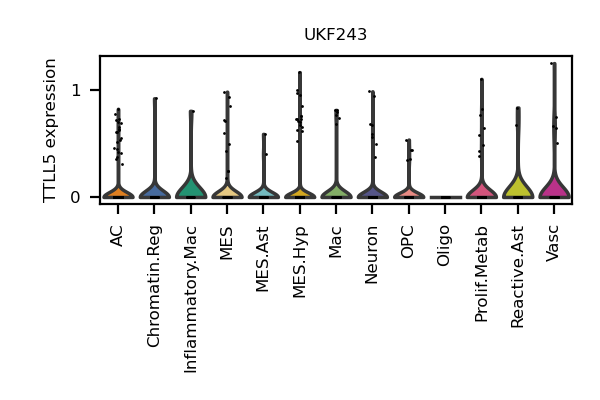 UKF243
TTLL5 expression
1
0
AC
Chromatin.Reg
Inflammatory.Mac
MES
MES.Ast
MES.Hyp
Mac
Neuron
OPC
Oligo
Prolif.Metab
Reactive.Ast
Vasc